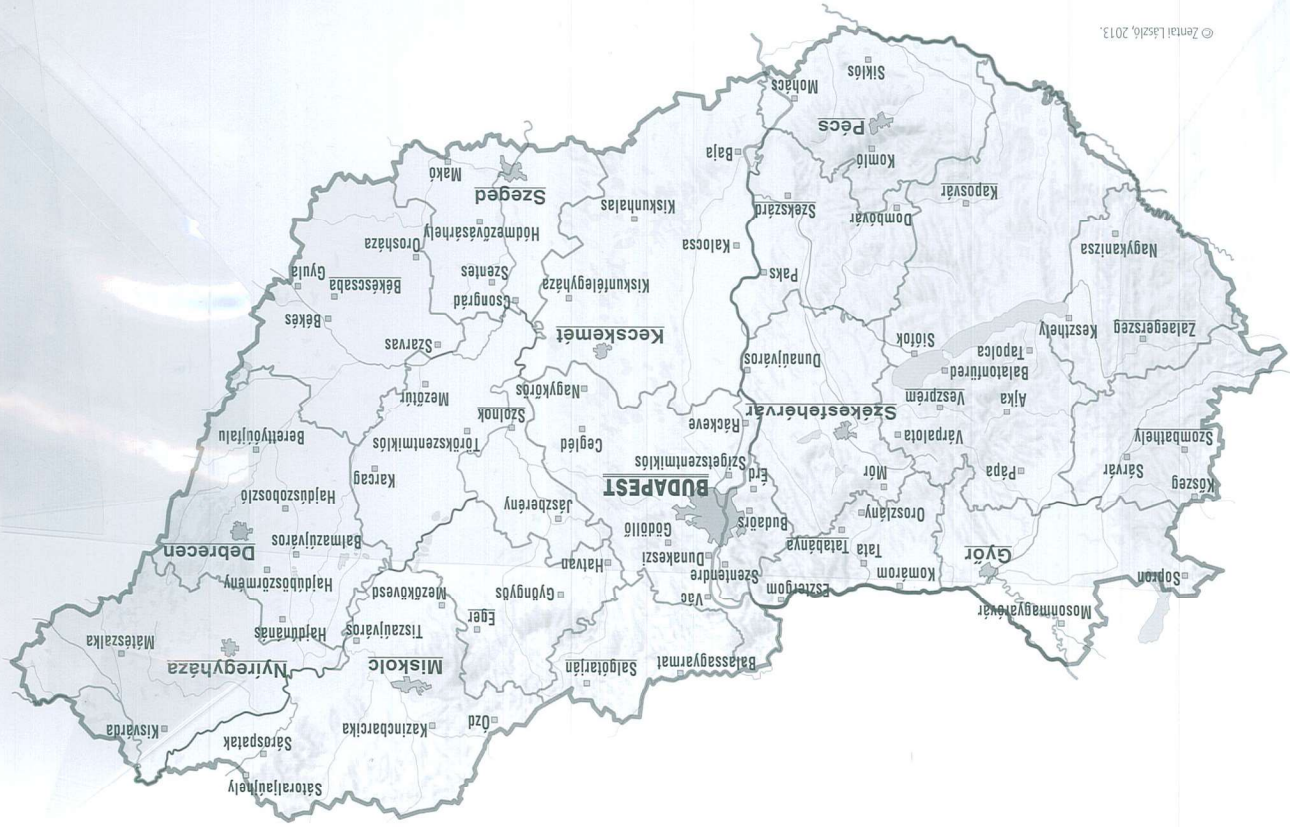 Sátoraljaújhely
Sárospatak
Kisvárda
Kazincbarcika
Ózd
Balassagyarmat
Salgótarján
Miskolc
Nyíregyháza
Mátészalka
Tiszaújváros
Hajdúnánás
Eger
Mosonmagyaróvár
Vác
Gyöngyös
Mezőkövesd
Esztergom
Sopron
Komárom
Szentendre
Hajdúböszörmény
Hatvan
Dunakeszi
Győr
Tata
Tatabánya
Debrecen
Balmazújváros
Gödöllő
Budaörs
Oroszlány
Jászberény
Hajdúszoboszló
BUDAPEST
Kőszeg
Sárvár
Pápa
Mór
Érd
Karcag
Szigetszentmiklós
Szombathely
Várpalota
Cegléd
Törökszentmiklós
Berettyóújfalu
Ráckeve
Szolnok
Székesfehérvár
Ajka
Veszprém
Nagykőrös
Mezőtúr
Balatonfüred
Dunaújváros
Tapolca
Siófok
Szarvas
Zalaegerszeg
Keszthely
Kecskemét
Békés
Csongrád
Kiskunfélegyháza
Békéscsaba
Gyula
Paks
Szentes
Nagykanizsa
Kalocsa
Orosháza
Hódmezővásárhely
Dombóvár
Szekszárd
Kiskunhalas
Kaposvár
Szeged
Makó
Komló
Baja
Pécs
Mohács
Siklós
© Zentai László, 2013.